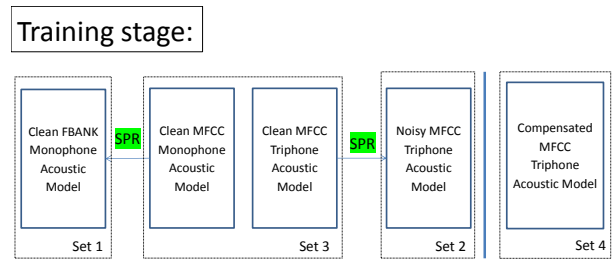 Training stage:
Clean FBANK
Monophone
Acoustic
Model
Set 1
SPR
Clean MFCC
Monophone
Acoustic
Model
Clean MFCC
Triphone
Acoustic
Model
Set 3
SPR
Noisy MFCC
Triphone
Acoustic
Model
Set 2
Compensated
MFCC
Triphone
Acoustic Model
Set 4